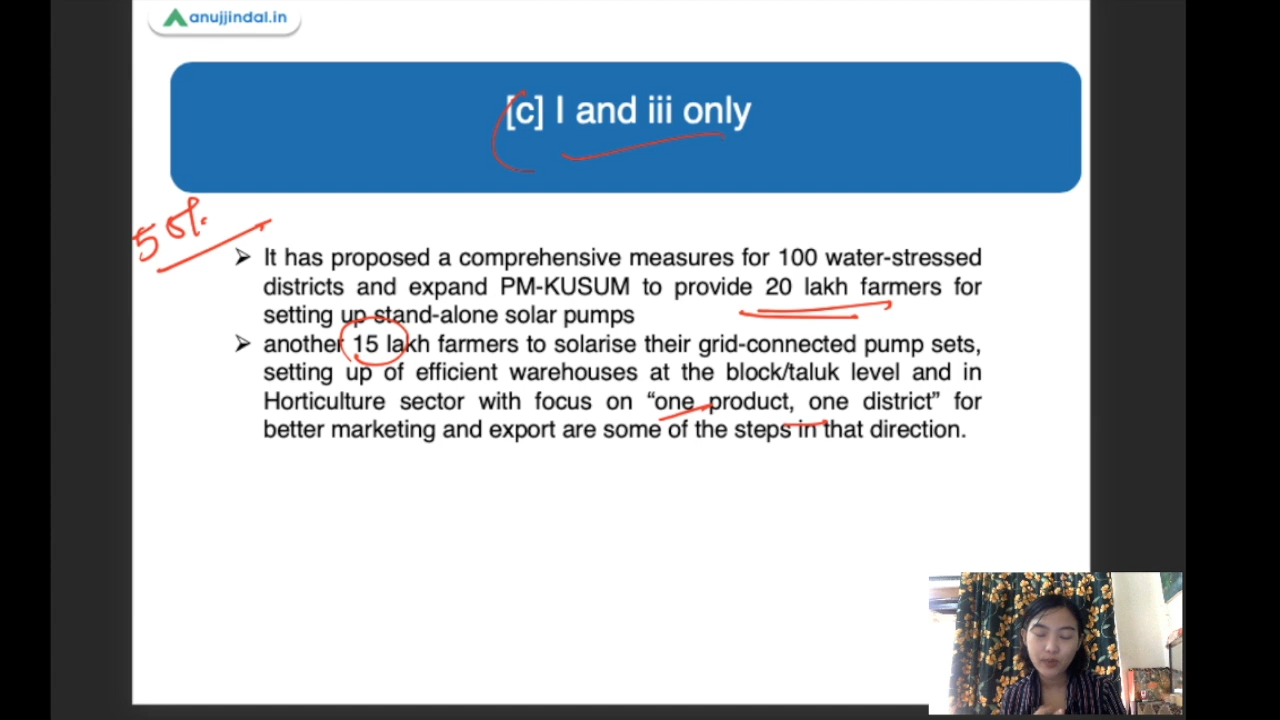 anujjindal.in
[c] I and iii only
50%
➢ It has proposed a comprehensive measures for 100 water-stressed
districts and expand PM-KUSUM to provide 20 lakh farmers for
setting up stand-alone solar pumps
➢ another 15 lakh farmers to solarise their grid-connected pump sets,
setting up of efficient warehouses at the block/taluk level and in
Horticulture sector with focus on “one product, one district” for
better marketing and export are some of the steps in that direction.